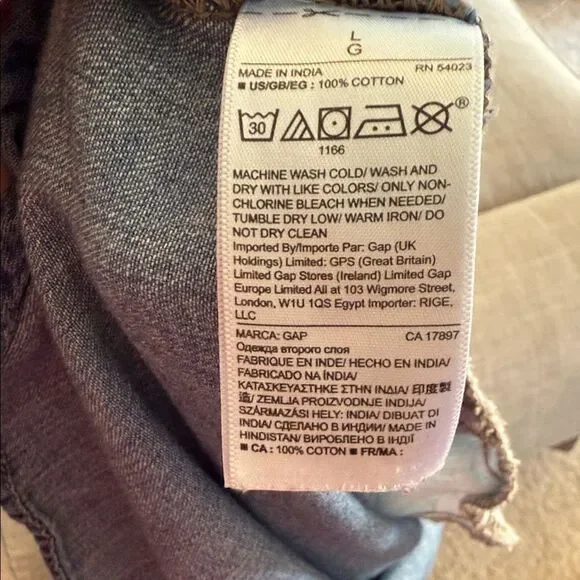 L
G
MADE IN INDIA RN 54023
■ US/GB/EG : 100% COTTON
30
1166
®
MACHINE WASH COLD/ WASH AND
DRY WITH LIKE COLORS/ ONLY NON-
CHLORINE BLEACH WHEN NEEDED/
TUMBLE DRY LOW/ WARM IRON/ DO
NOT DRY CLEAN
Imported By/Importe Par: Gap (UK
Holdings) Limited: GPS (Great Britain)
Limited Gap Stores (Ireland) Limited Gap
Europe Limited All at 103 Wigmore Street,
London, W1U 1QS Egypt Importer: RIGE,
LLC
MARCA: GAP CA 17897
Одежда второго слоя
FABRIQUE EN INDE/ HECHO EN INDIA/
FABRICADO NA ÍNDIA/
ΚΑΤΑΣΚΕΥΑΣΤΗΚΕ ΣΤΗΝ ΙΝΔΙΑ/ 印度製
造/ ZEMLJA PROIZVODNJE INDIJA/
SZÁRMAZÁSI HELY: INDIA/ DIBUAT DI
INDIA/ СДЕЛАНО В ИНДИИ/ MADE IN
HINDISTAN/ ВИРОБЛЕНО В ІНДІЇ
■ CA : 100% COTTON ■ FR/MA :